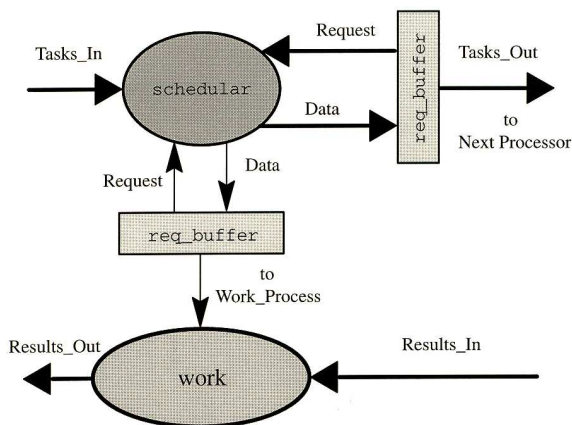 Request
Tasks_In
Tasks_Out
schedular
req_buffer
Data
to
Next Processor
Request
Data
req_buffer
to
Work_Process
Results_Out
Results_In
work